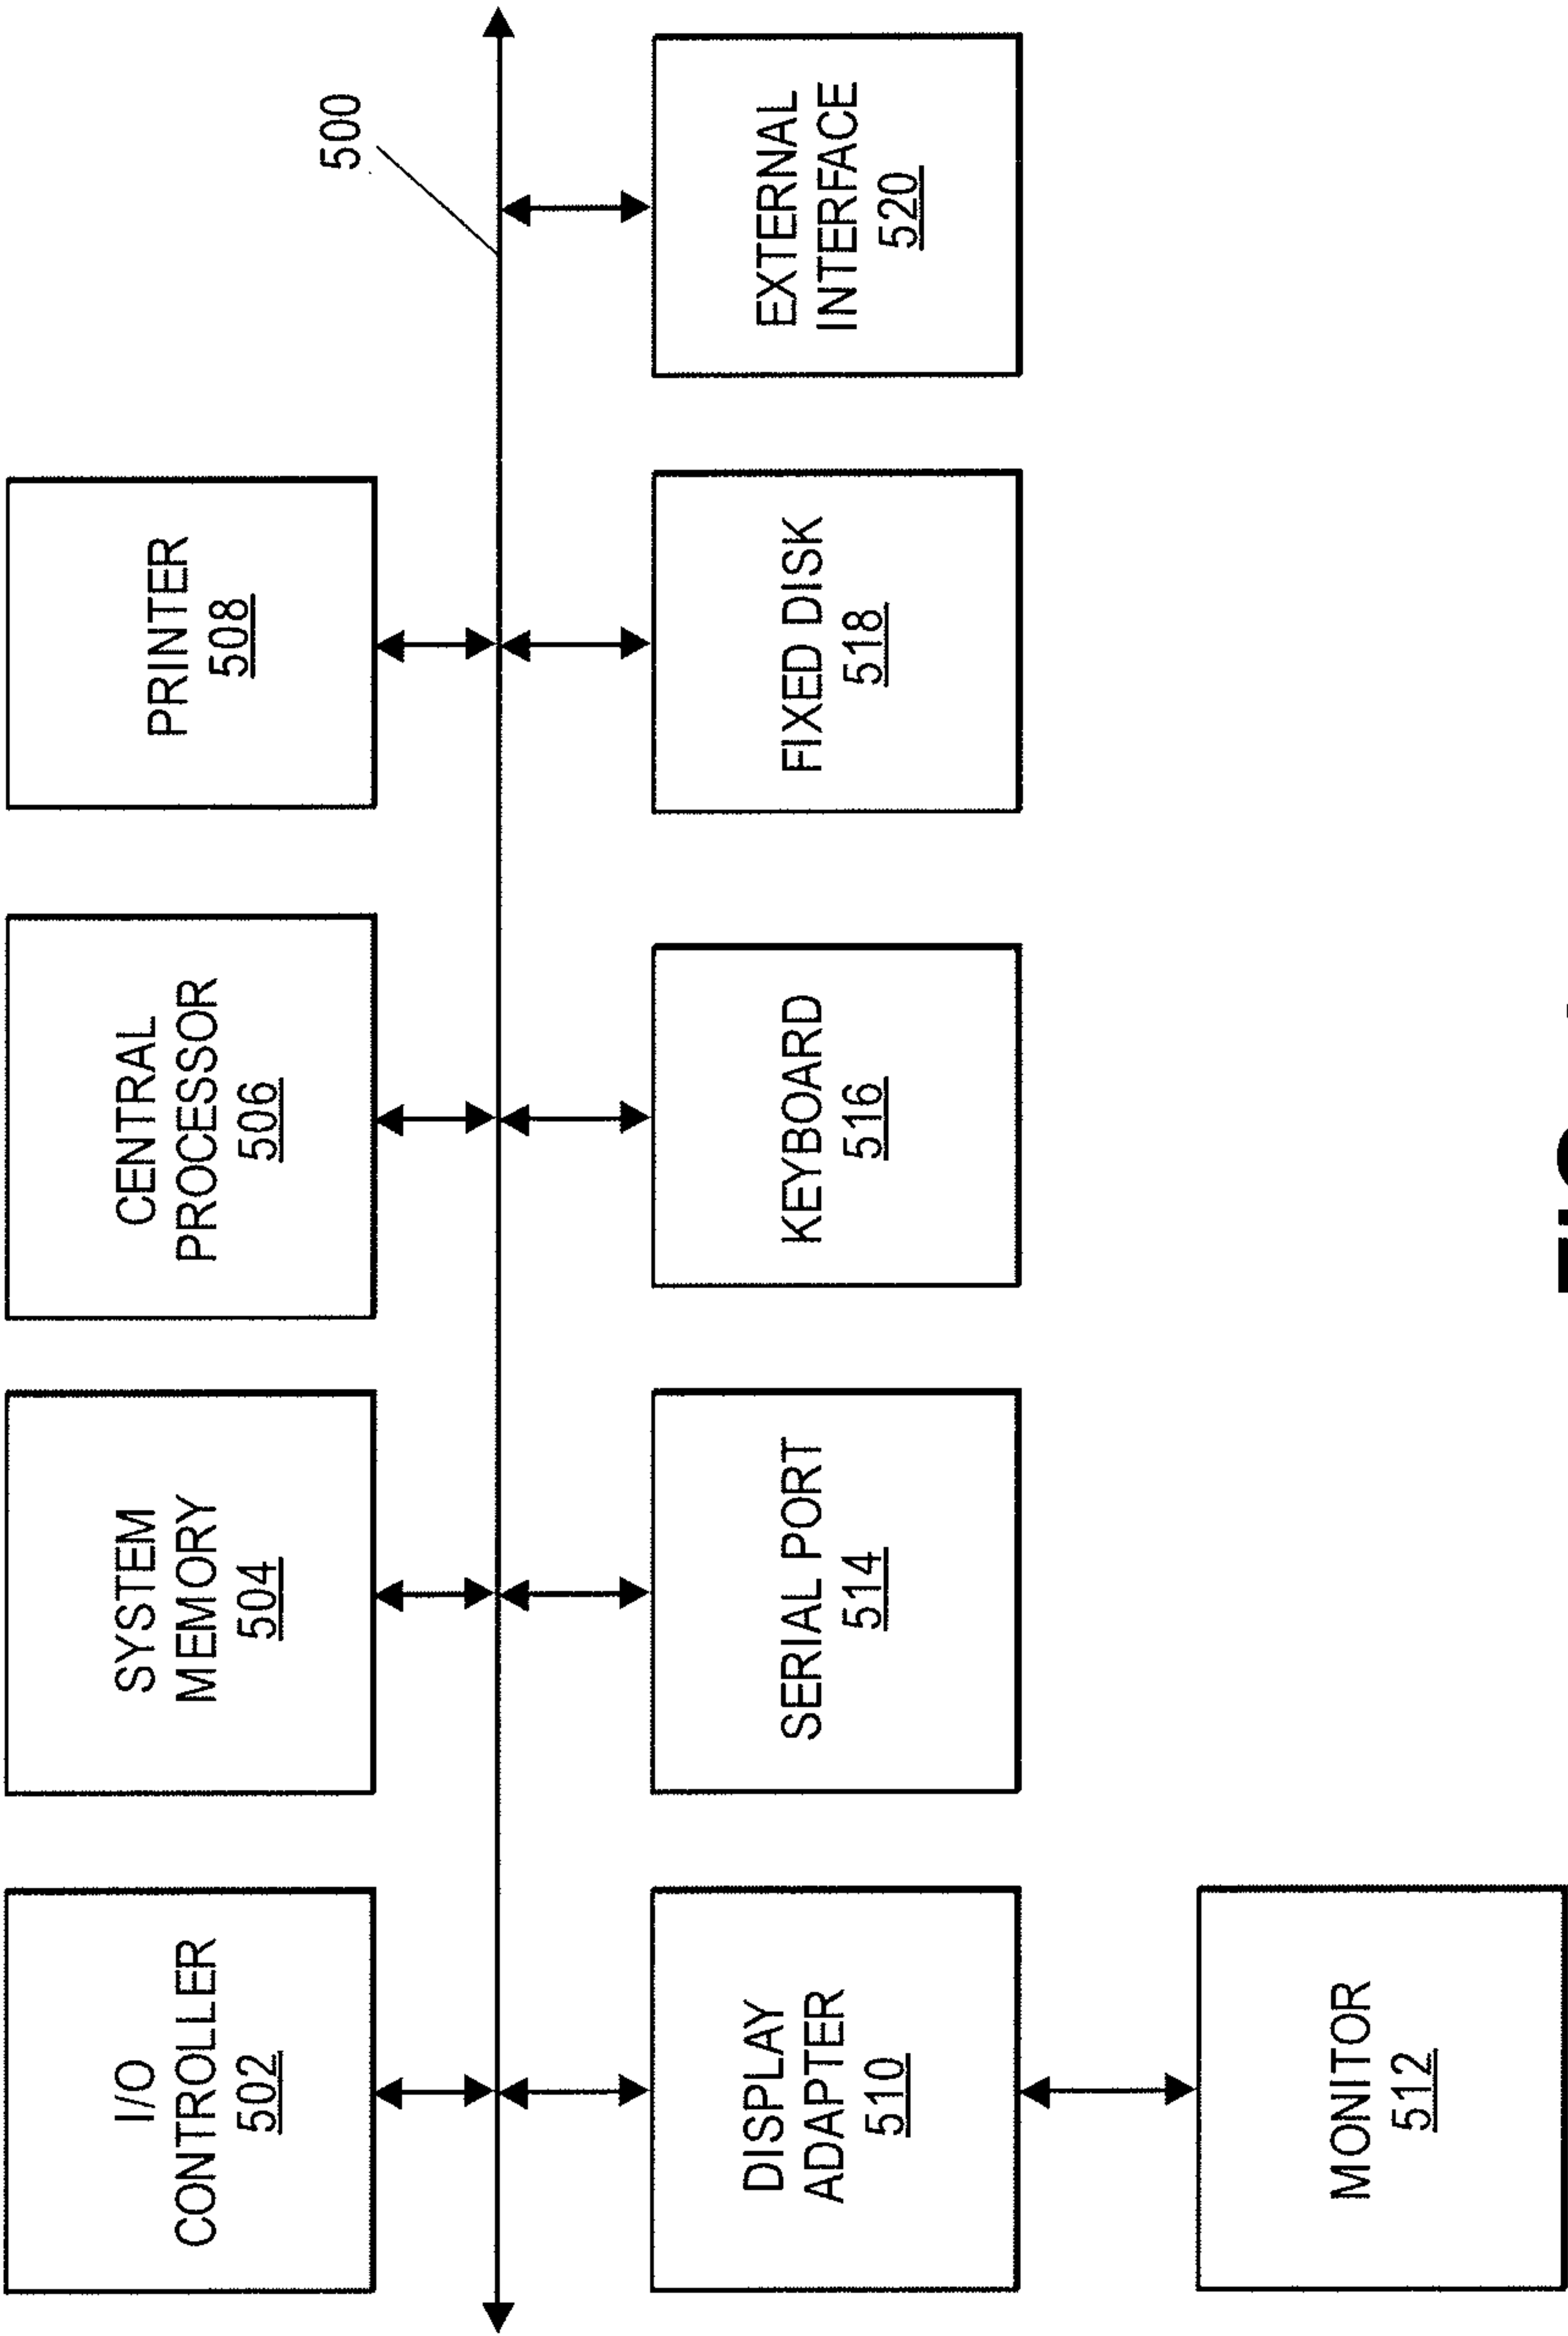 I/O
CONTROLLER
502
SYSTEM
MEMORY
504
CENTRAL
PROCESSOR
506
PRINTER
508
500
DISPLAY
ADAPTER
510
SERIAL PORT
514
KEYBOARD
516
FIXED DISK
518
EXTERNAL
INTERFACE
520
MONITOR
512